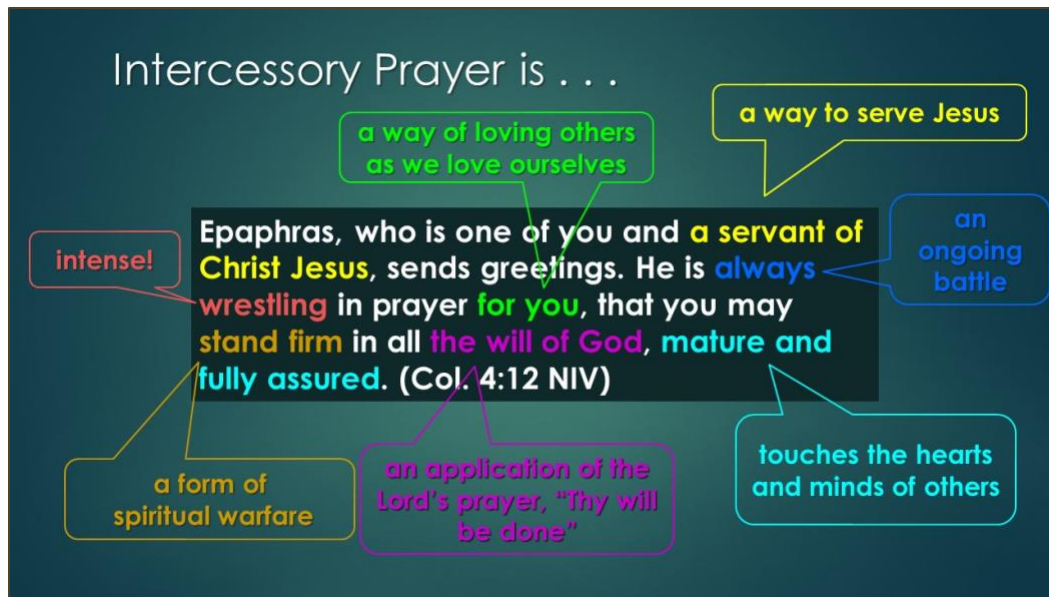 Intercessory Prayer is . . .
a way to serve Jesus
a way of loving others
as we love ourselves
an
ongoing
battle
intense!
Epaphras, who is one of you and a servant of
Christ Jesus, sends greetings. He is always
wrestling in prayer for you, that you may
stand firm in all the will of God, mature and
fully assured. (Col. 4:12 NIV)
a form of
spiritual warfare
an application of the
Lord's prayer, "Thy will
be done"
touches the hearts
and minds of others